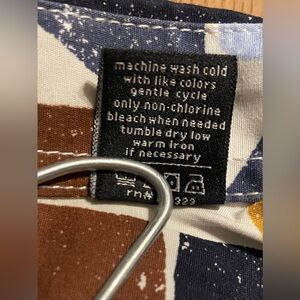 machine wash cold
with like colors
gentle cycle
only non-chlorine
bleach when needed
tumble dry low
warm iron
if necessary
rn#